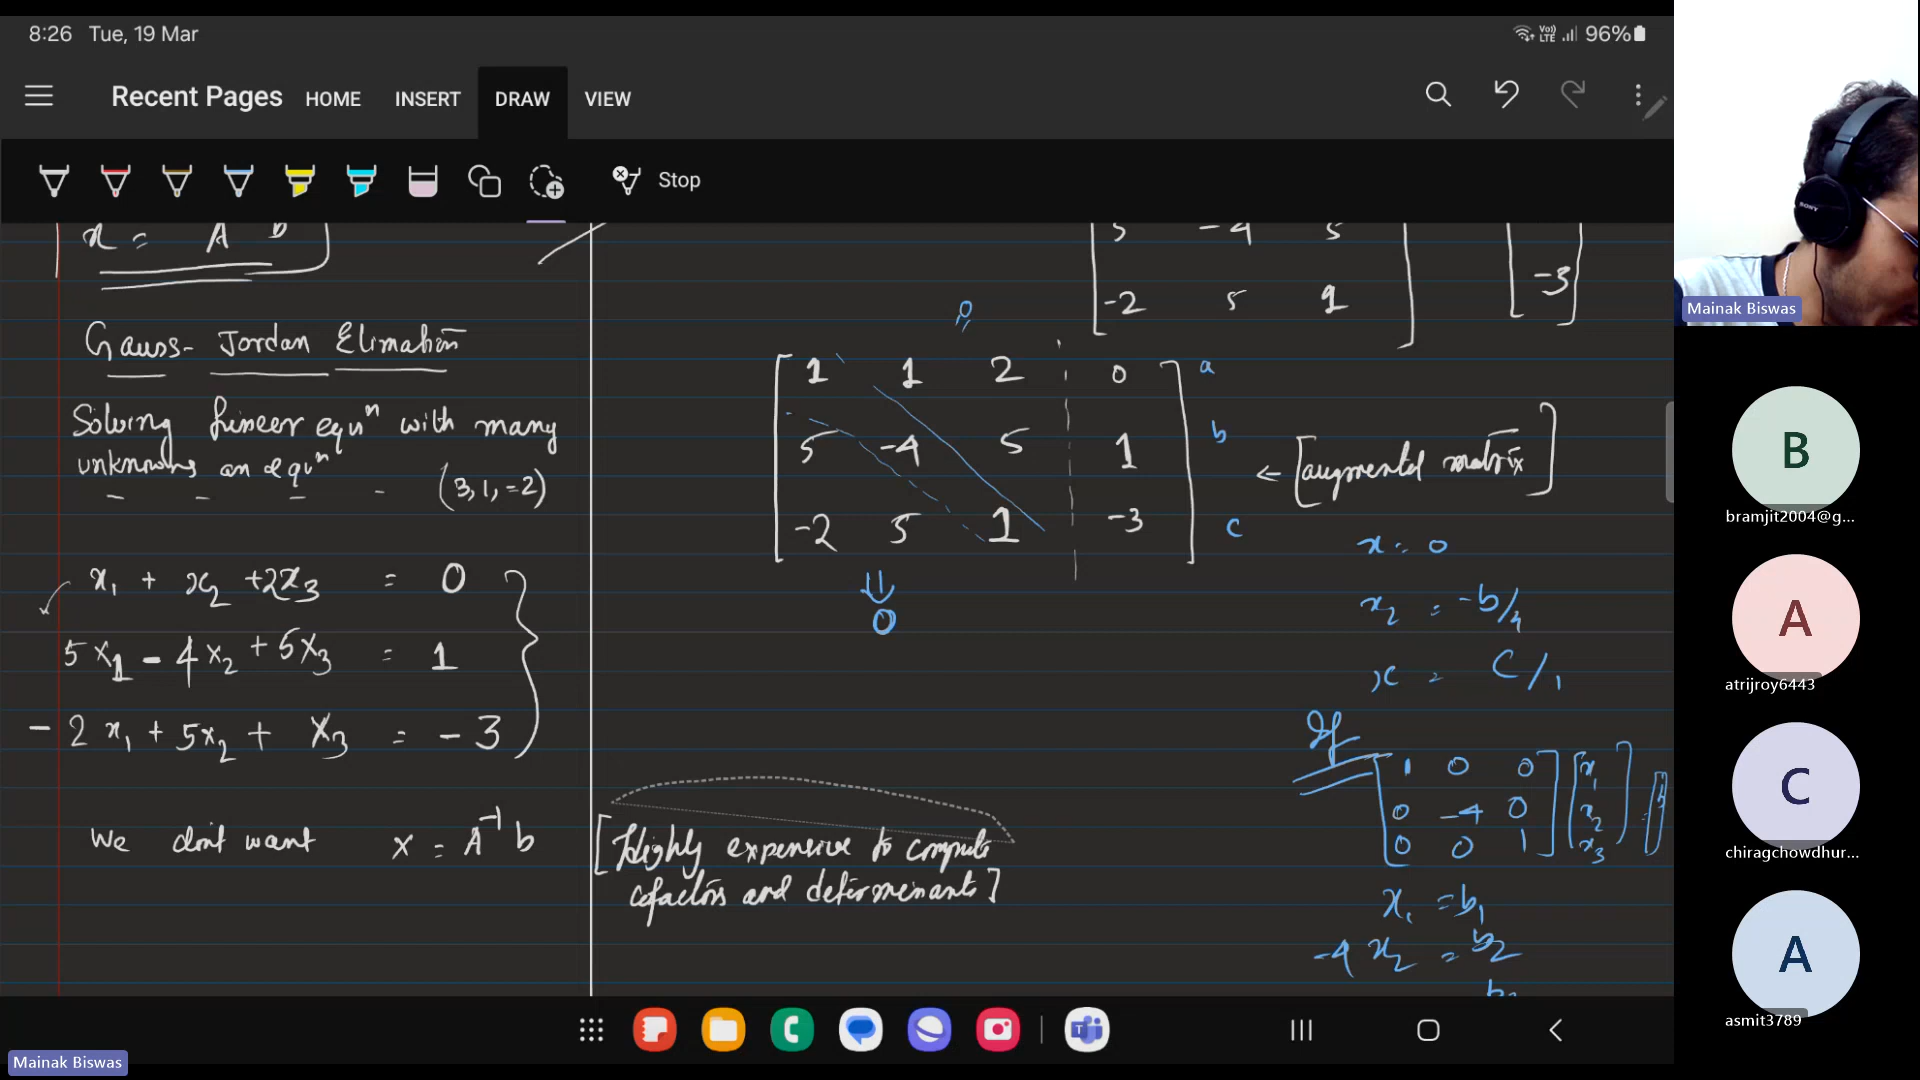 8:26 Tue, 19 Mar
96%
Recent Pages HOME INSERT DRAW VIEW
Stop
x = A b
Gauss- Jordan Elimation
Solving Linear equⁿ with many
unknowns an equⁿ
(3, 1, -2)
x₁ + x₂ + 2x₃ = 0
5x₁ - 4x₂ + 5x₃ = 1
- 2x₁ + 5x₂ + x₃ = - 3
We don't want x = A⁻¹ b
[Highly expensive to compute
cofactors and determinants]
5 -4 5
-2 5 1 -3
1 1 2 0 a
5 -4 5 1 b
-2 5 1 -3 c
← [augmented matrix]
0
x = 0
x₂ = -b/4
x = C/1
If
1 0 0 x₁
0 -4 0 x₂
0 0 1 x₃
x₁ = b₁
-4 x₂ = b₂
Mainak Biswas
SONY
B
bramjit2004@g...
A
atrijroy6443
C
chiragchowdhur...
A
asmit3789
Mainak Biswas